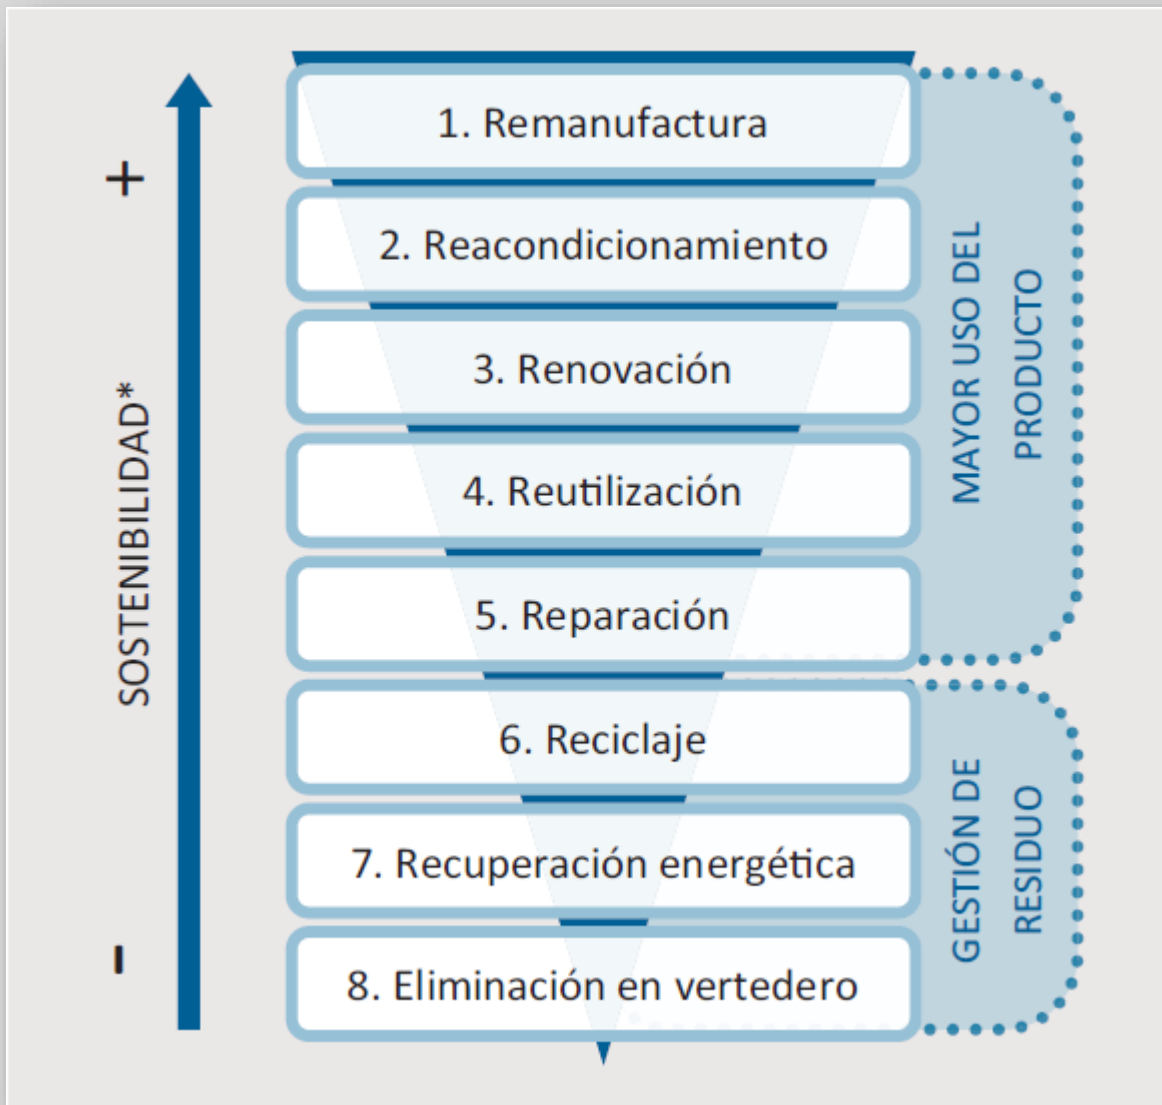 +
SOSTENIBILIDAD*
-
1. Remanufactura
2. Reacondicionamiento
3. Renovación
4. Reutilización
5. Reparación
6. Reciclaje
7. Recuperación energética
8. Eliminación en vertedero
MAYOR USO DEL
PRODUCTO
GESTIÓN DE
RESIDUO